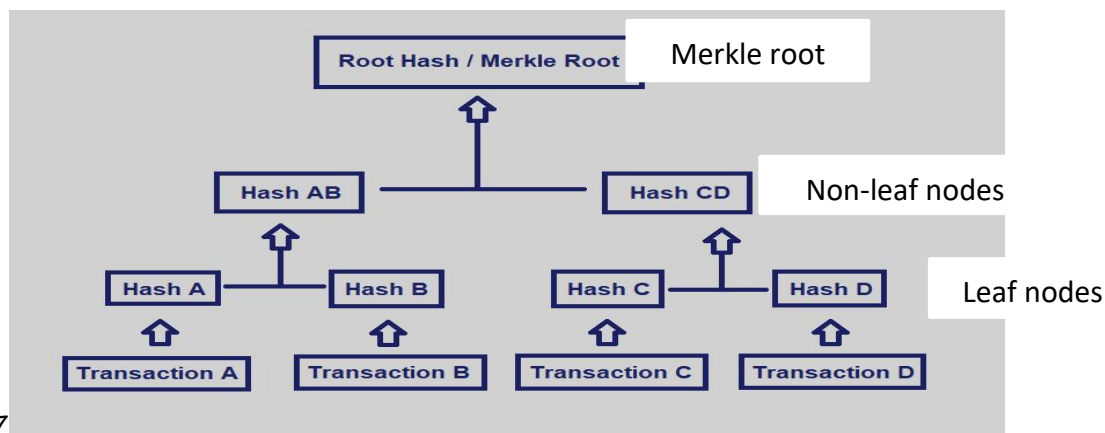 Root Hash / Merkle Root
Merkle root
Hash AB
Hash CD
Non-leaf nodes
Hash A
Hash B
Hash C
Hash D
Leaf nodes
Transaction A
Transaction B
Transaction C
Transaction D